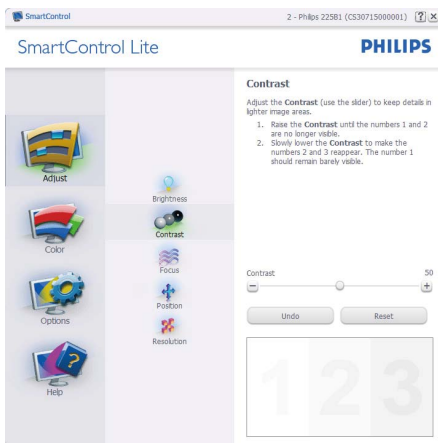 SmartControl
2 - Philips 225B1 (CS30715000001) ? ×
SmartControl Lite
PHILIPS
Adjust
Color
Options
Help
Brightness
Contrast
Focus
Position
Resolution
Contrast
Adjust the Contrast (use the slider) to keep details in
lighter image areas.
1. Raise the Contrast until the numbers 1 and 2
are no longer visible.
2. Slowly lower the Contrast to make the
numbers 2 and 3 reappear. The number 1
should remain barely visible.
Contrast 50
Undo Reset
1 2 3